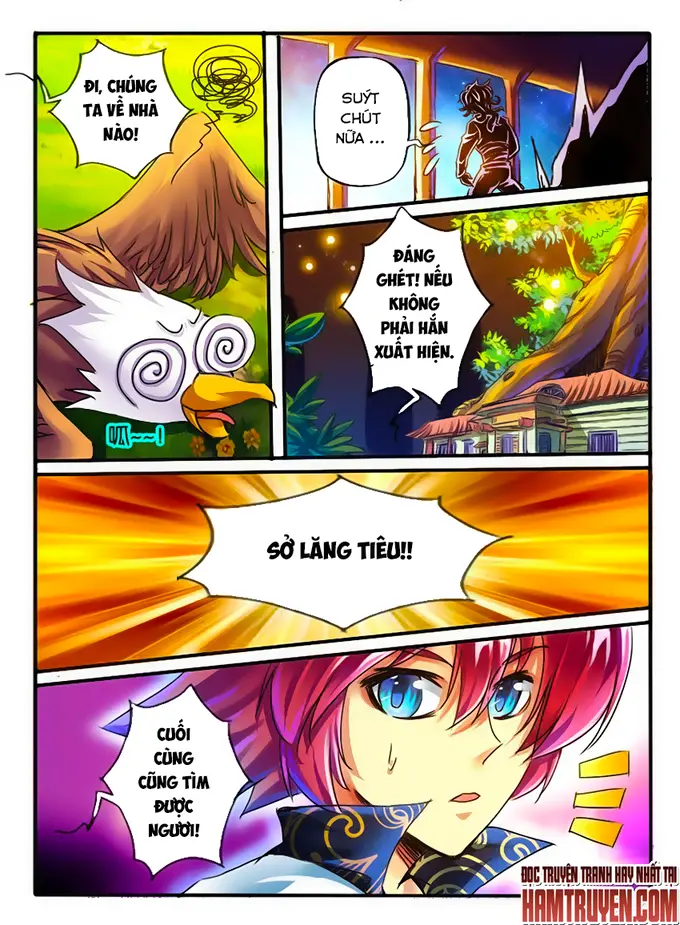 ĐI, CHÚNG
TA VỀ NHÀ
NÀO!
SUÝT
CHÚT
NỮA ...
ĐÁNG
GHÉT! NẾU
KHÔNG
PHẢI HẮN
XUẤT HIỆN.
SỞ LĂNG TIÊU!!
CUỐI
CÙNG
CŨNG TÌM
ĐƯỢC
NGƯƠI!
ĐỌC TRUYỆN TRANH HAY NHẤT TẠI
HAMTRUYEN.COM